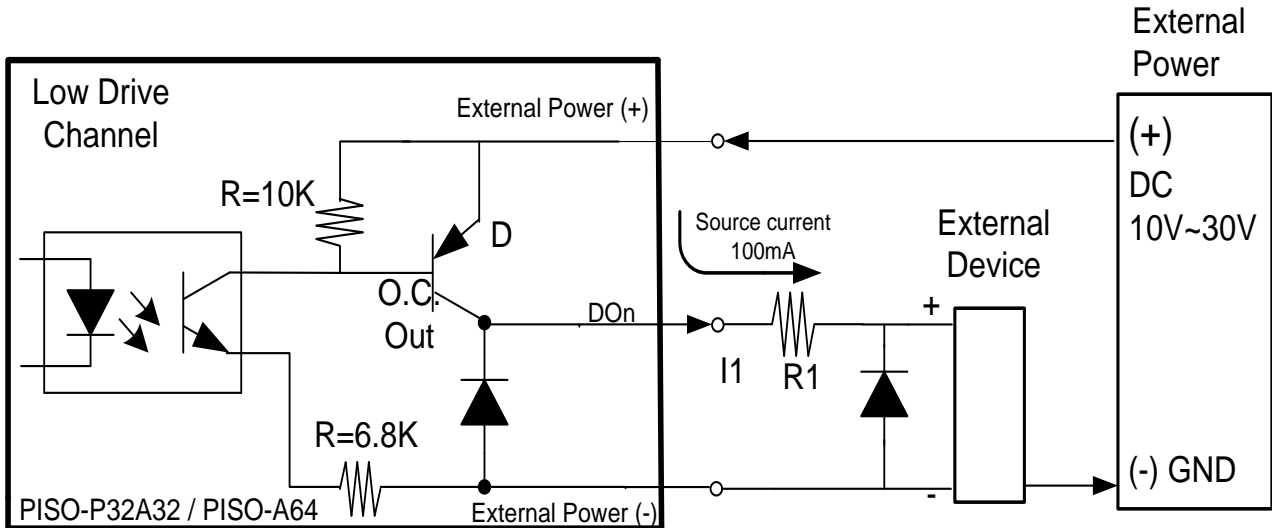 External
Power
Low Drive
Channel
External Power (+)
(+)
DC
10V~30V
R=10K
D
Source current
100mA
External
Device
O.C.
Out
DOn
+
I1
R1
R=6.8K
-
(-) GND
PISO-P32A32 / PISO-A64
External Power (-)